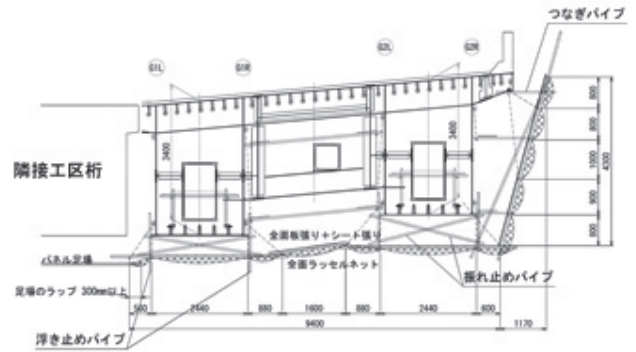 つなぎパイプ
G1L
G1R
G2L
G2R
3400
3400
隣接工区桁
800
800
1000
900
800
4300
全面板張り+シート張り
パネル足場
全面ラッセルネット
振れ止めパイプ
足場のラップ 300mm以上
560
2440
880
1600
880
2440
600
浮き止めパイプ
9400
1170